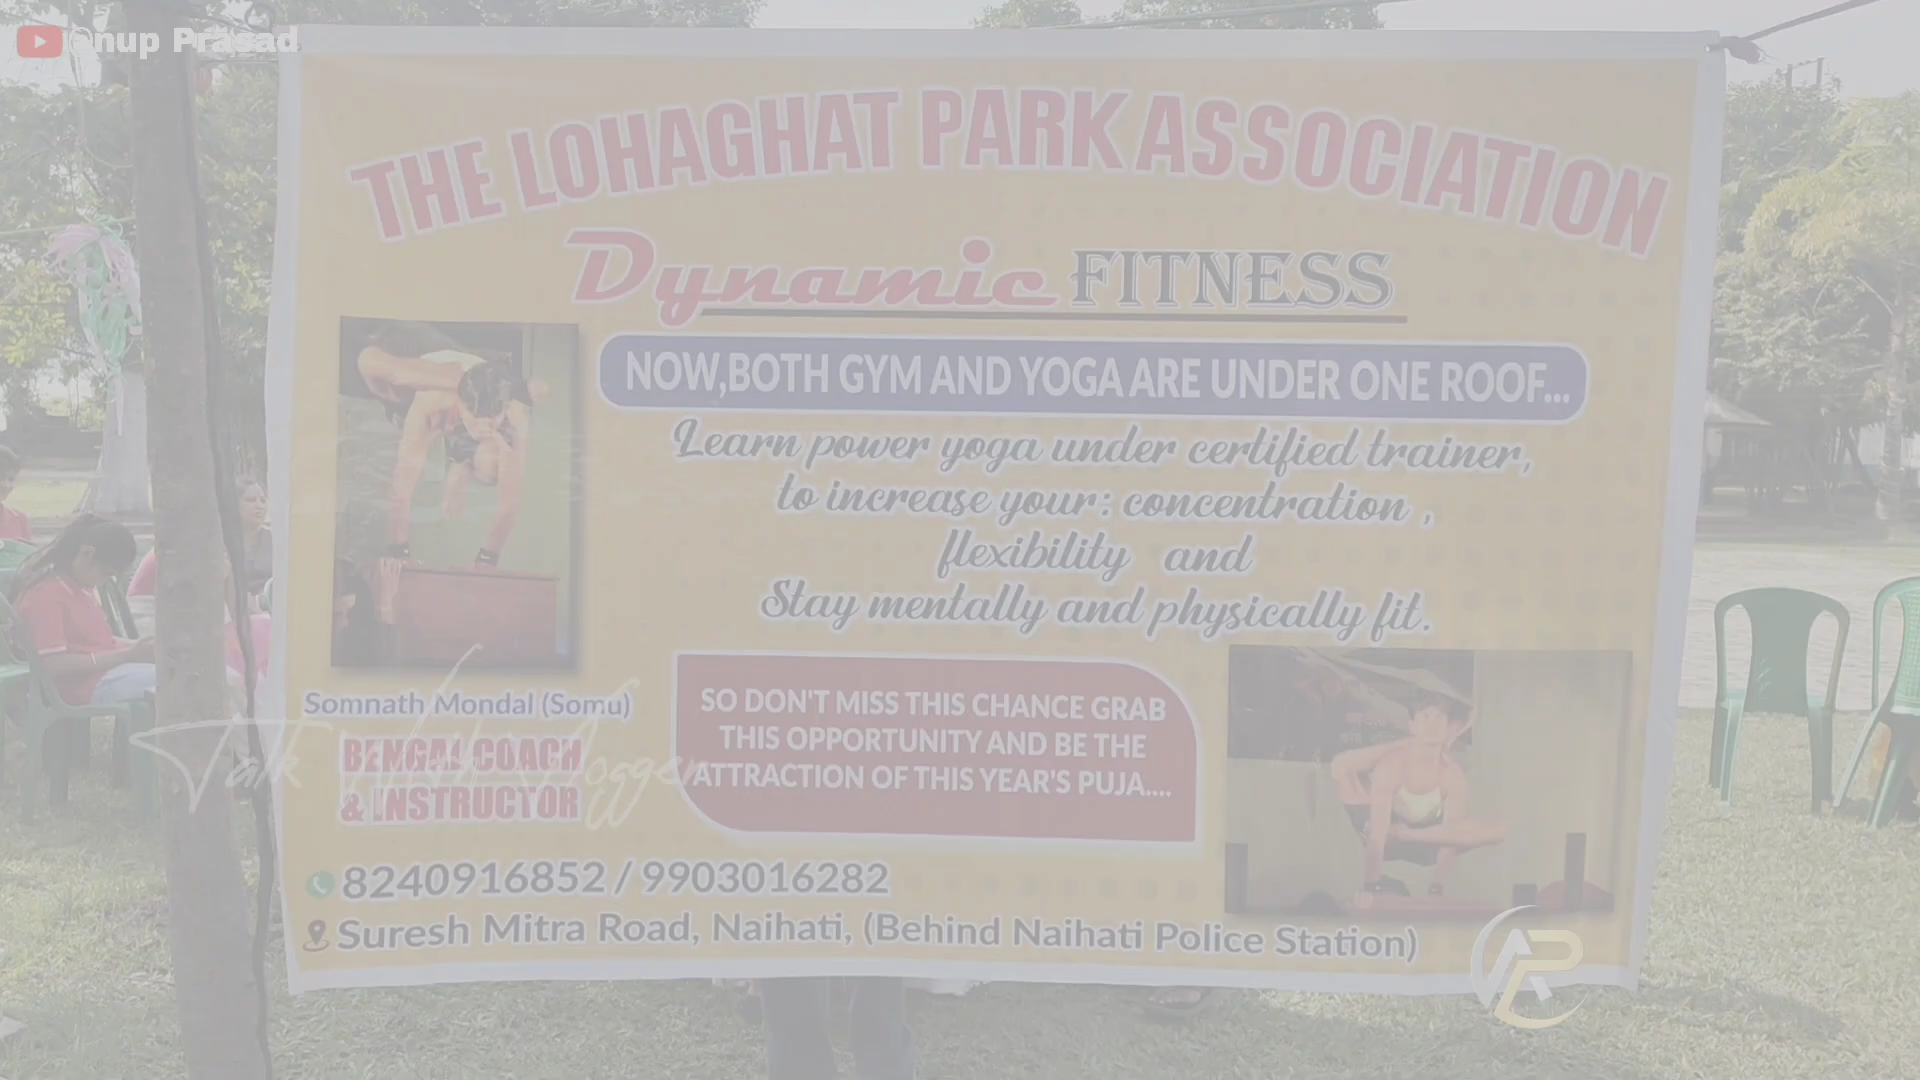 Anup Prasad
THE LOHAGHAT PARK ASSOCIATION
Dynamic FITNESS
NOW,BOTH GYM AND YOGA ARE UNDER ONE ROOF...
Learn power yoga under certified trainer,
to increase your: concentration ,
flexibility and
Stay mentally and physically fit.
Somnath Mondal (Somu)
BENGAL COACH
& INSTRUCTOR
SO DON'T MISS THIS CHANCE GRAB
THIS OPPORTUNITY AND BE THE
ATTRACTION OF THIS YEAR'S PUJA....
Talk
8240916852 / 9903016282
Suresh Mitra Road, Naihati, (Behind Naihati Police Station)
AP